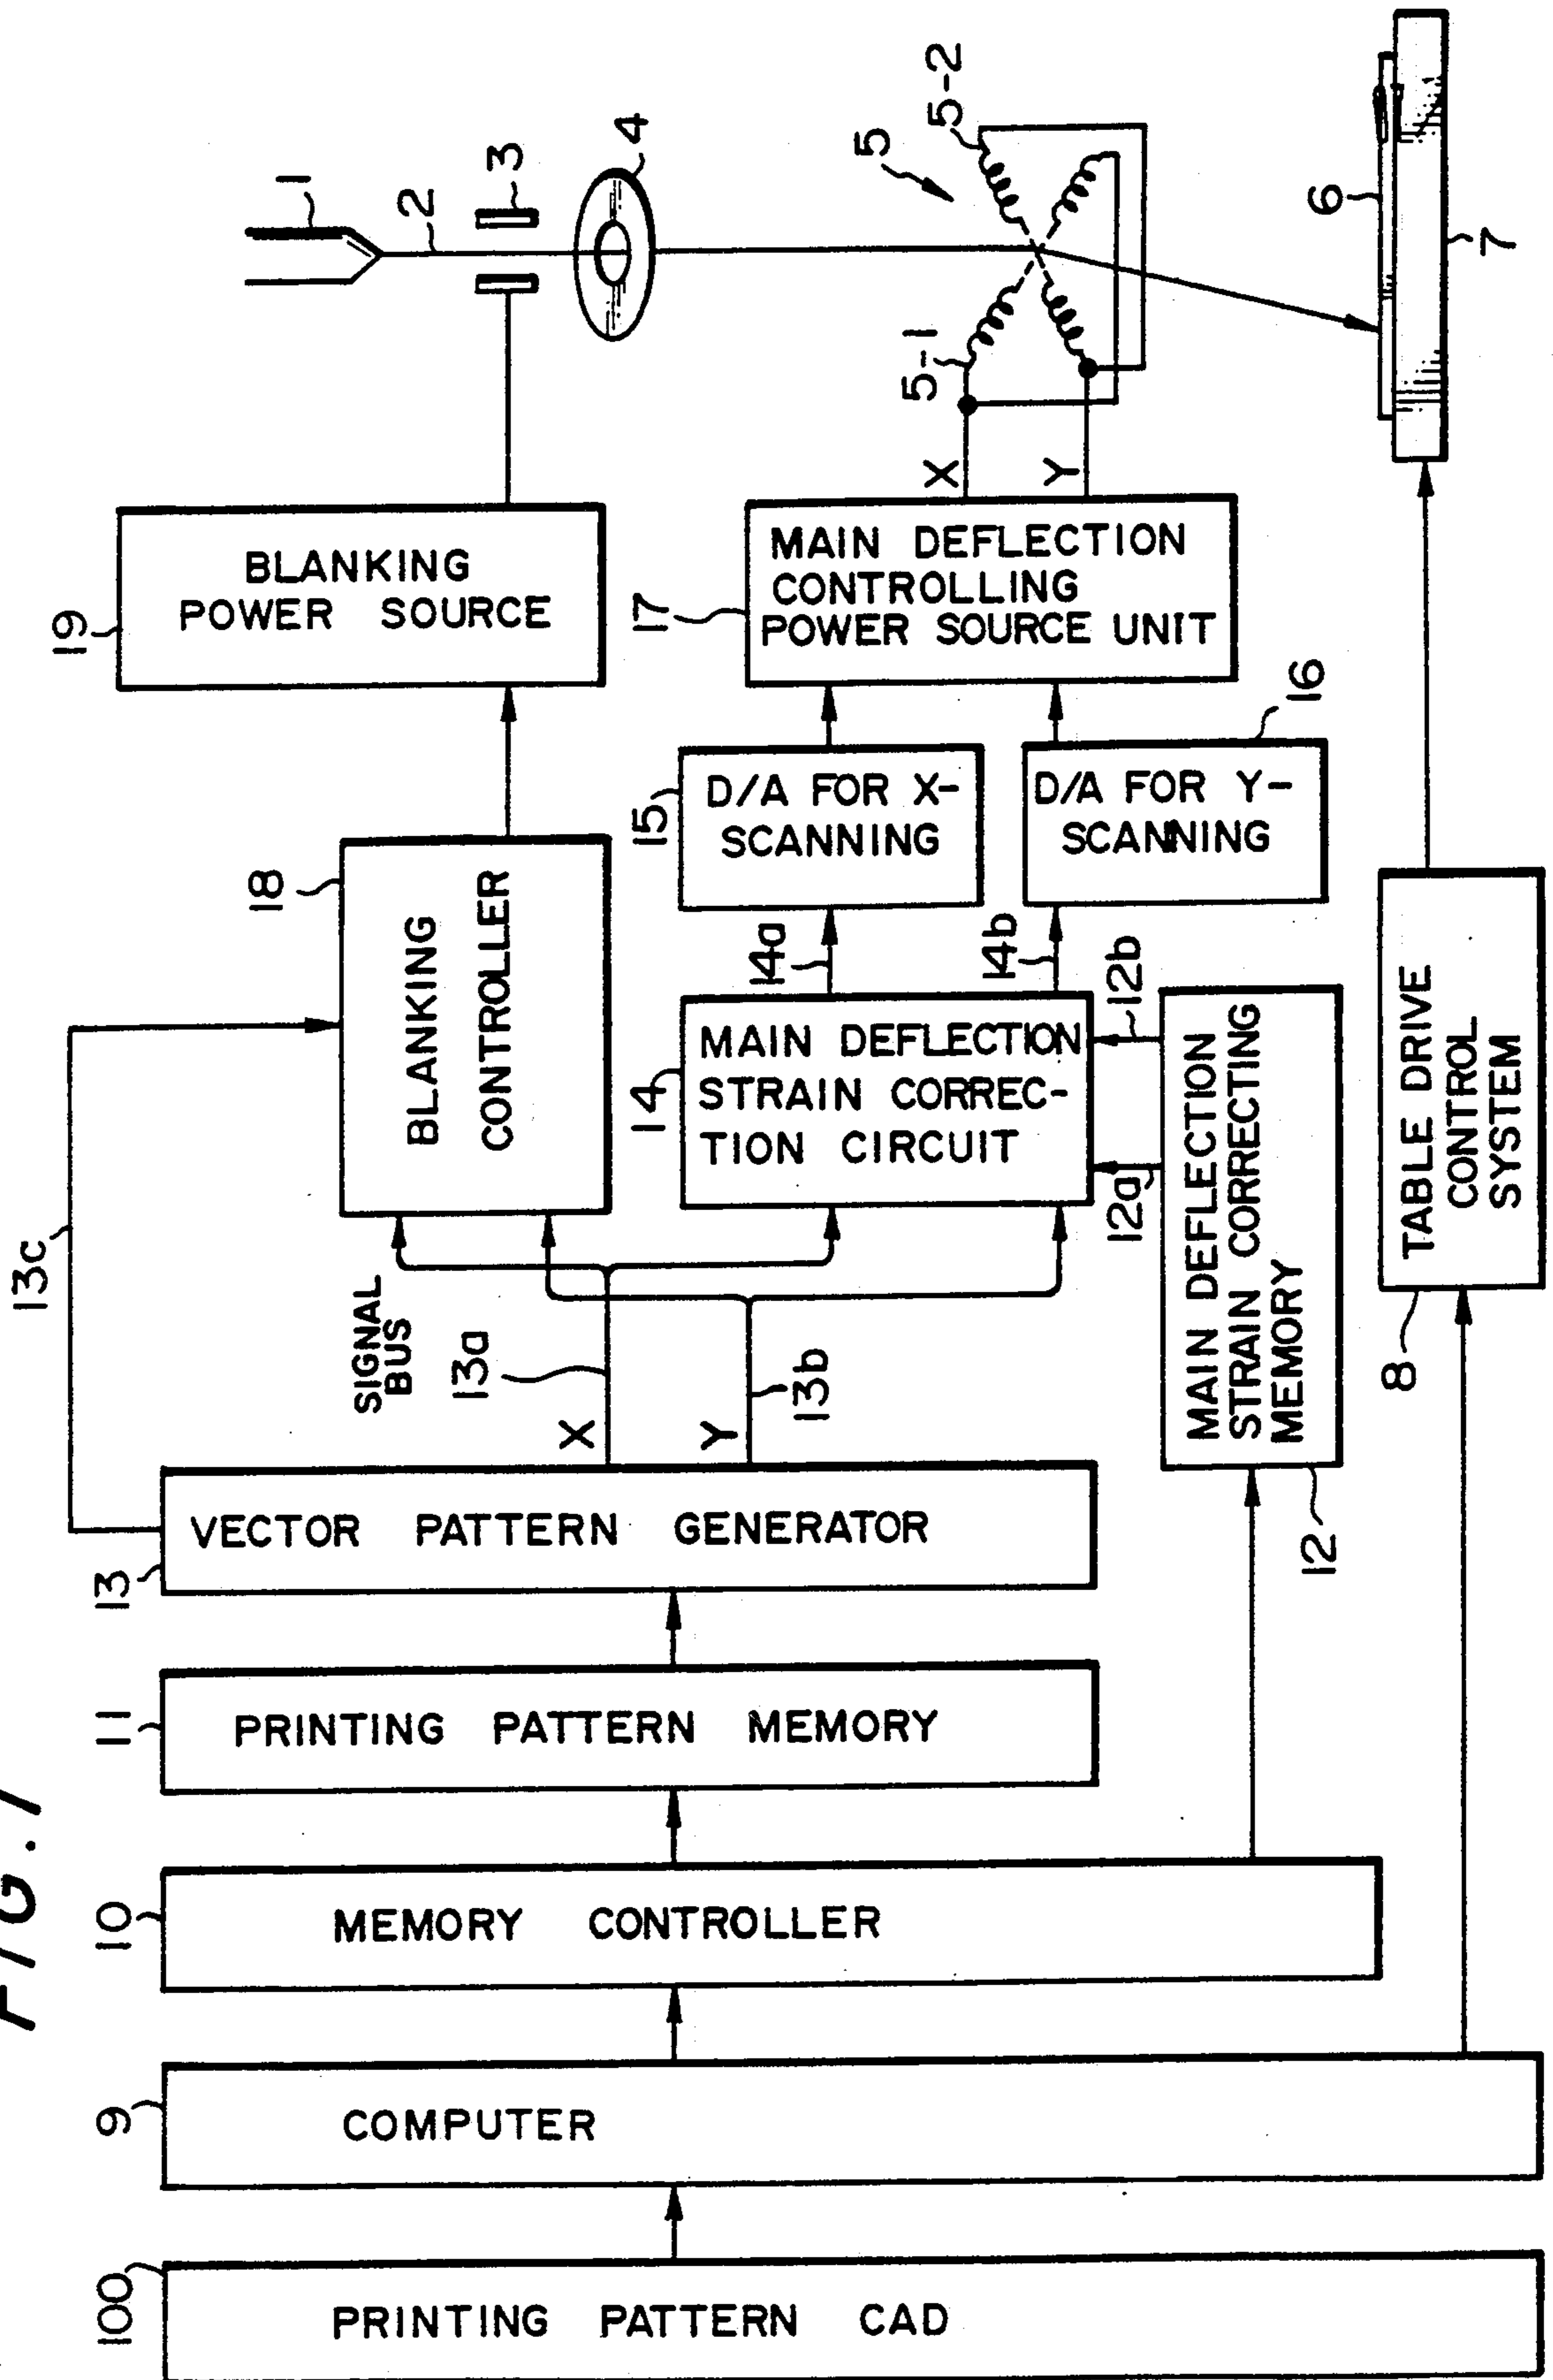 FIG. 1
100
PRINTING PATTERN CAD
9
COMPUTER
10
MEMORY CONTROLLER
11
PRINTING PATTERN MEMORY
13
VECTOR PATTERN GENERATOR
13c
X
Y
13a
13b
SIGNAL
BUS
18
BLANKING
CONTROLLER
19
BLANKING
POWER SOURCE
14
MAIN DEFLECTION
STRAIN CORREC-
TION CIRCUIT
14a
14b
12a
12b
12
MAIN DEFLECTION
STRAIN CORRECTING
MEMORY
15
D/A FOR X-
SCANNING
16
D/A FOR Y-
SCANNING
17
MAIN DEFLECTION
CONTROLLING
POWER SOURCE UNIT
X
Y
8
TABLE DRIVE
CONTROL
SYSTEM
1
2
3
4
5
5-1
5-2
6
7